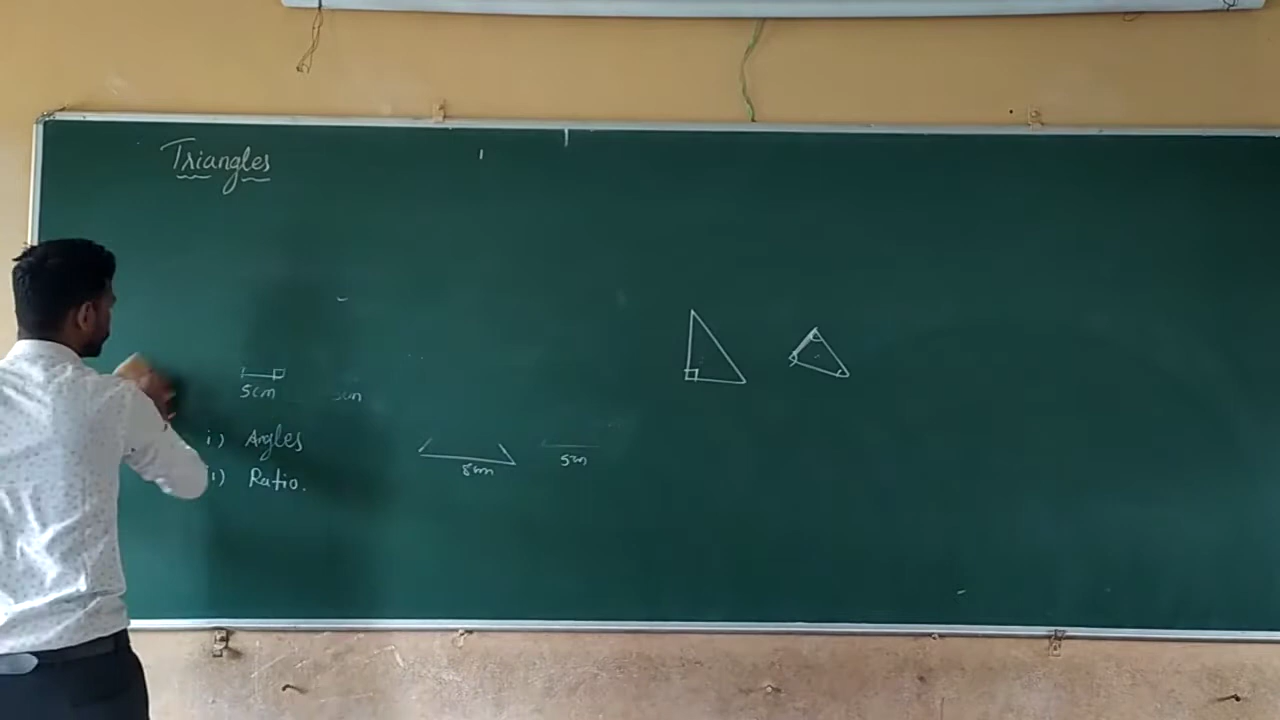 Triangles
5cm
i) Angles
ii) Ratio.
8cm
5cm